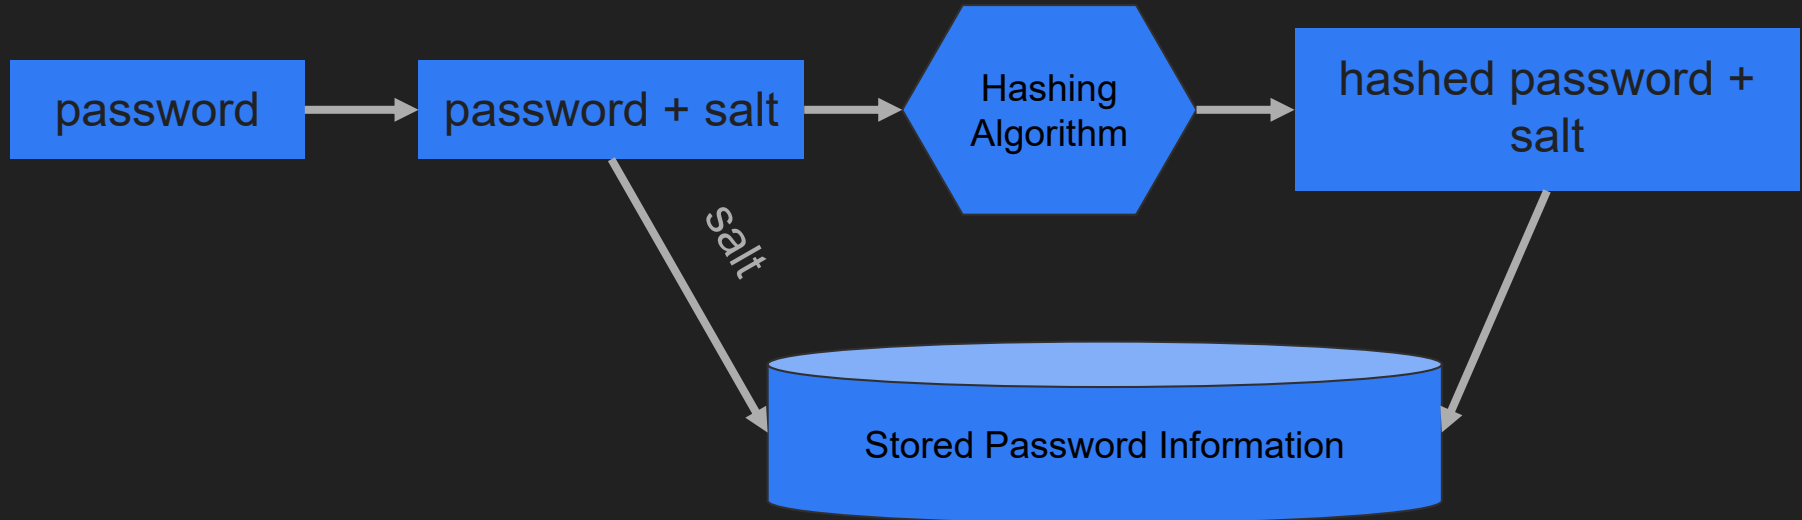 password
password + salt
Hashing
Algorithm
hashed password +
salt
salt
Stored Password Information